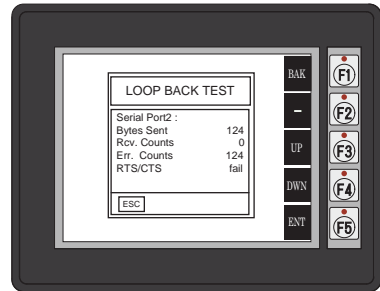 LOOP BACK TEST
Serial Port2 :
Bytes Sent 124
Rcv. Counts 0
Err. Counts 124
RTS/CTS fail
ESC
BAK
–
UP
DWN
ENT
F1
F2
F3
F4
F5